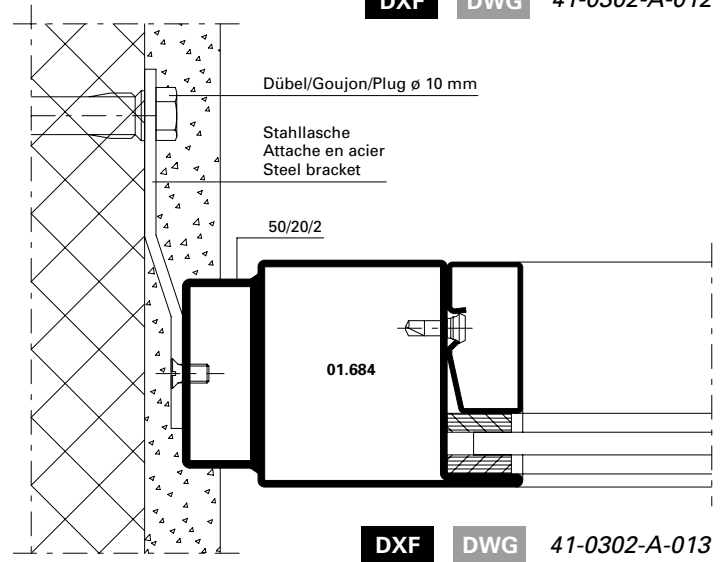 DXF DWG 41-0302-A-012
Dübel/Goujon/Plug ø 10 mm
Stahllasche
Attache en acier
Steel bracket
50/20/2
01.684
DXF DWG 41-0302-A-013